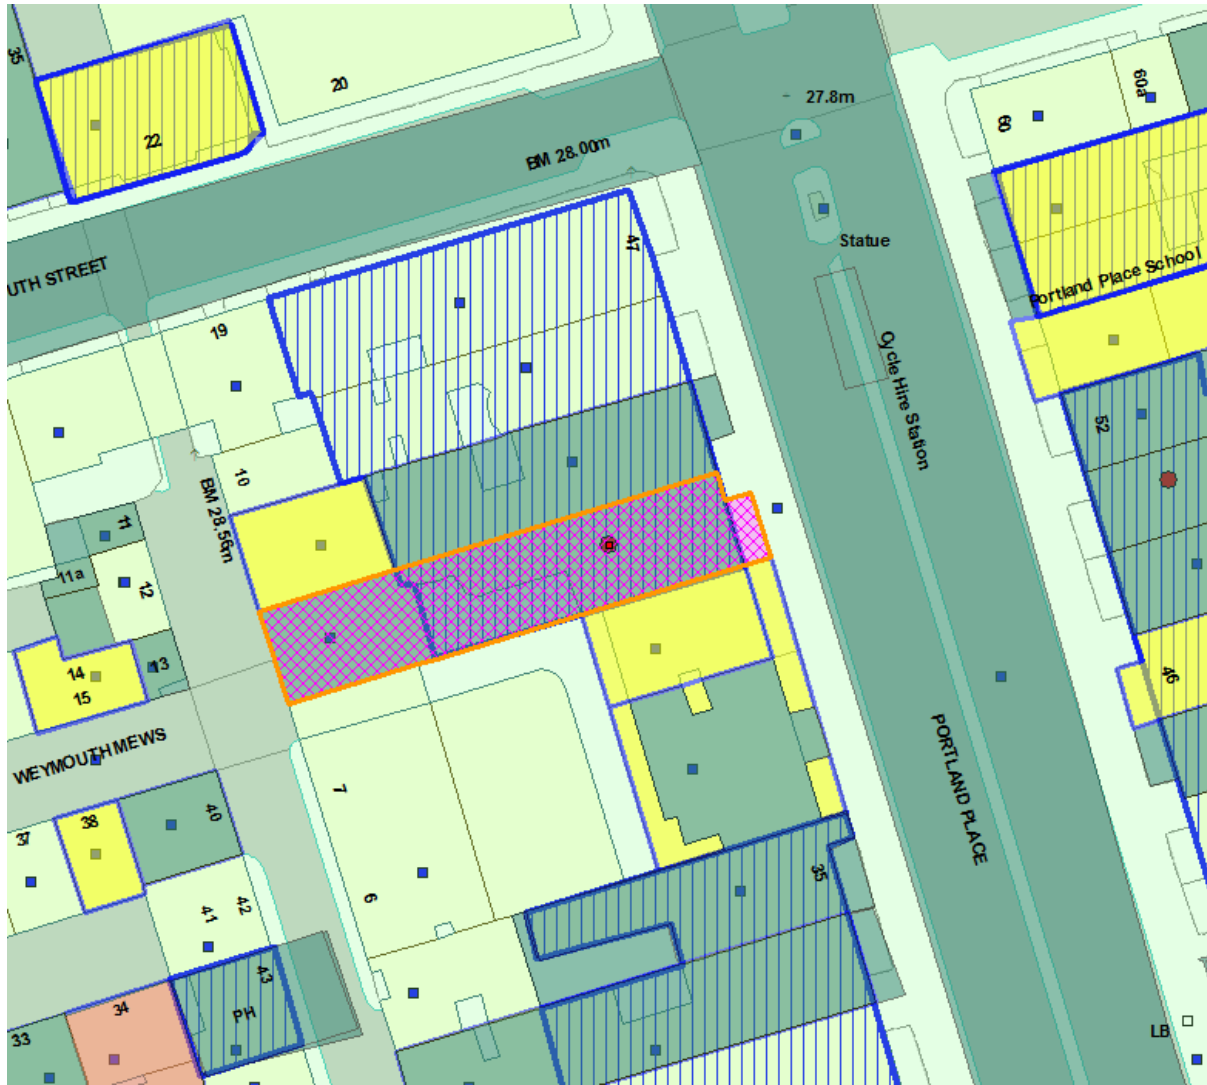 35
20
22
BM 28.00m
27.8m
60
60a
47
Statue
Portland Place School
UTH STREET
19
Cycle Hire Station
52
10
BM 28.56m
11
11a
12
13
14
15
46
WEYMOUTH MEWS
PORTLAND PLACE
7
37
38
40
6
35
41
42
43
PH
34
33
LB